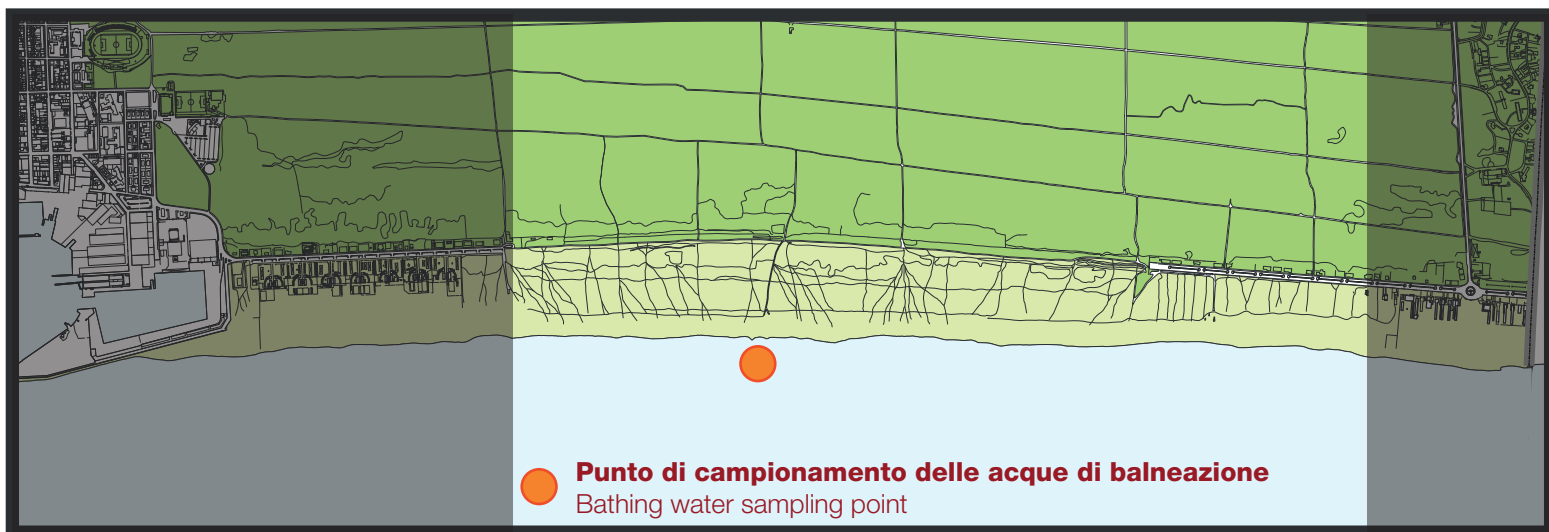 Punto di campionamento delle acque di balneazione
Bathing water sampling point